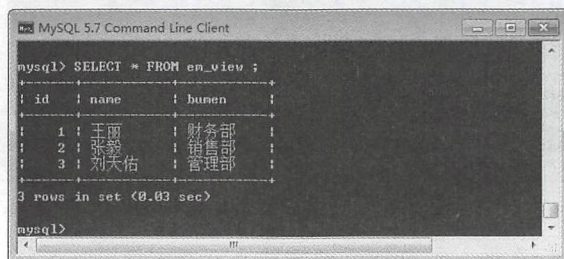 MySQL 5.7 Command Line Client
mysql> SELECT * FROM em_view ;
+------+--------+--------+
| id | name | bumen |
+------+--------+--------+
| 1 | 王丽 | 财务部 |
| 2 | 张毅 | 销售部 |
| 3 | 刘天佑 | 管理部 |
+------+--------+--------+
3 rows in set (0.03 sec)
mysql>